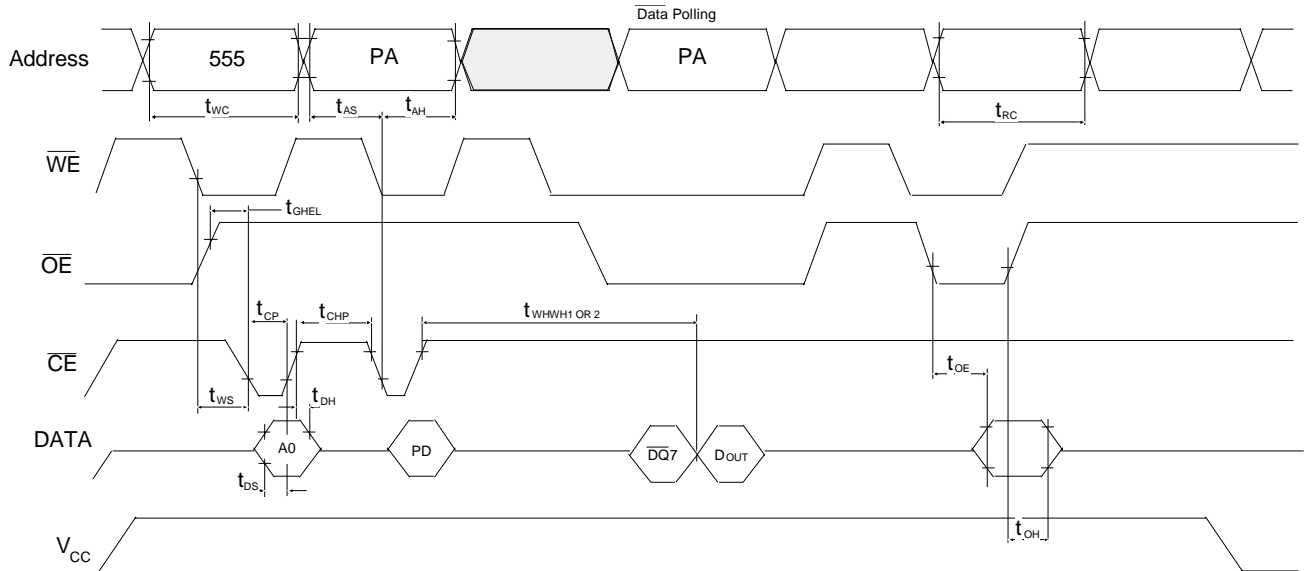 Data Polling
Address
555
PA
PA
tWC
tAS
tAH
tRC
WE
tGHEL
OE
tCP
tCHP
tWHWH1 OR 2
CE
tWS
tDH
tOE
DATA
A0
PD
DQ7
DOUT
tDS
tOH
VCC